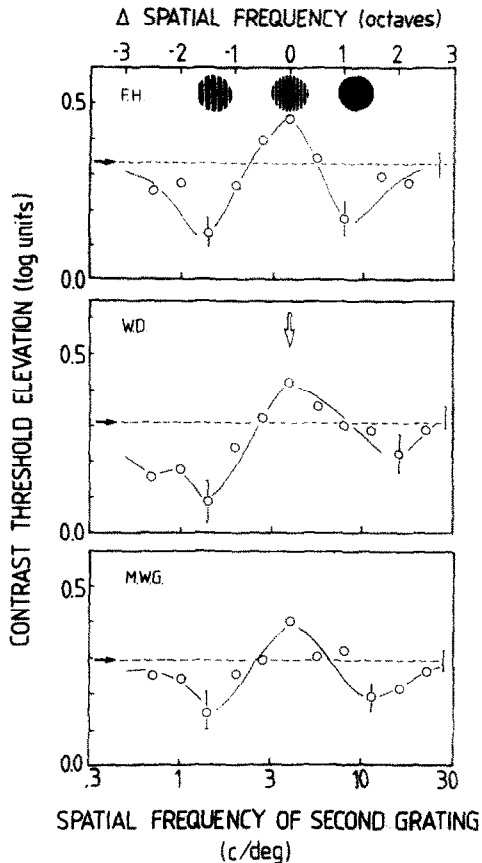 Δ SPATIAL FREQUENCY (octaves)
-3 -2 -1 0 1 2 3
F.H.
0.5
0.0
W.D.
0.5
0.0
M.W.G.
0.5
0.0
CONTRAST THRESHOLD ELEVATION (log units)
.3 1 3 10 30
SPATIAL FREQUENCY OF SECOND GRATING
(c/deg)